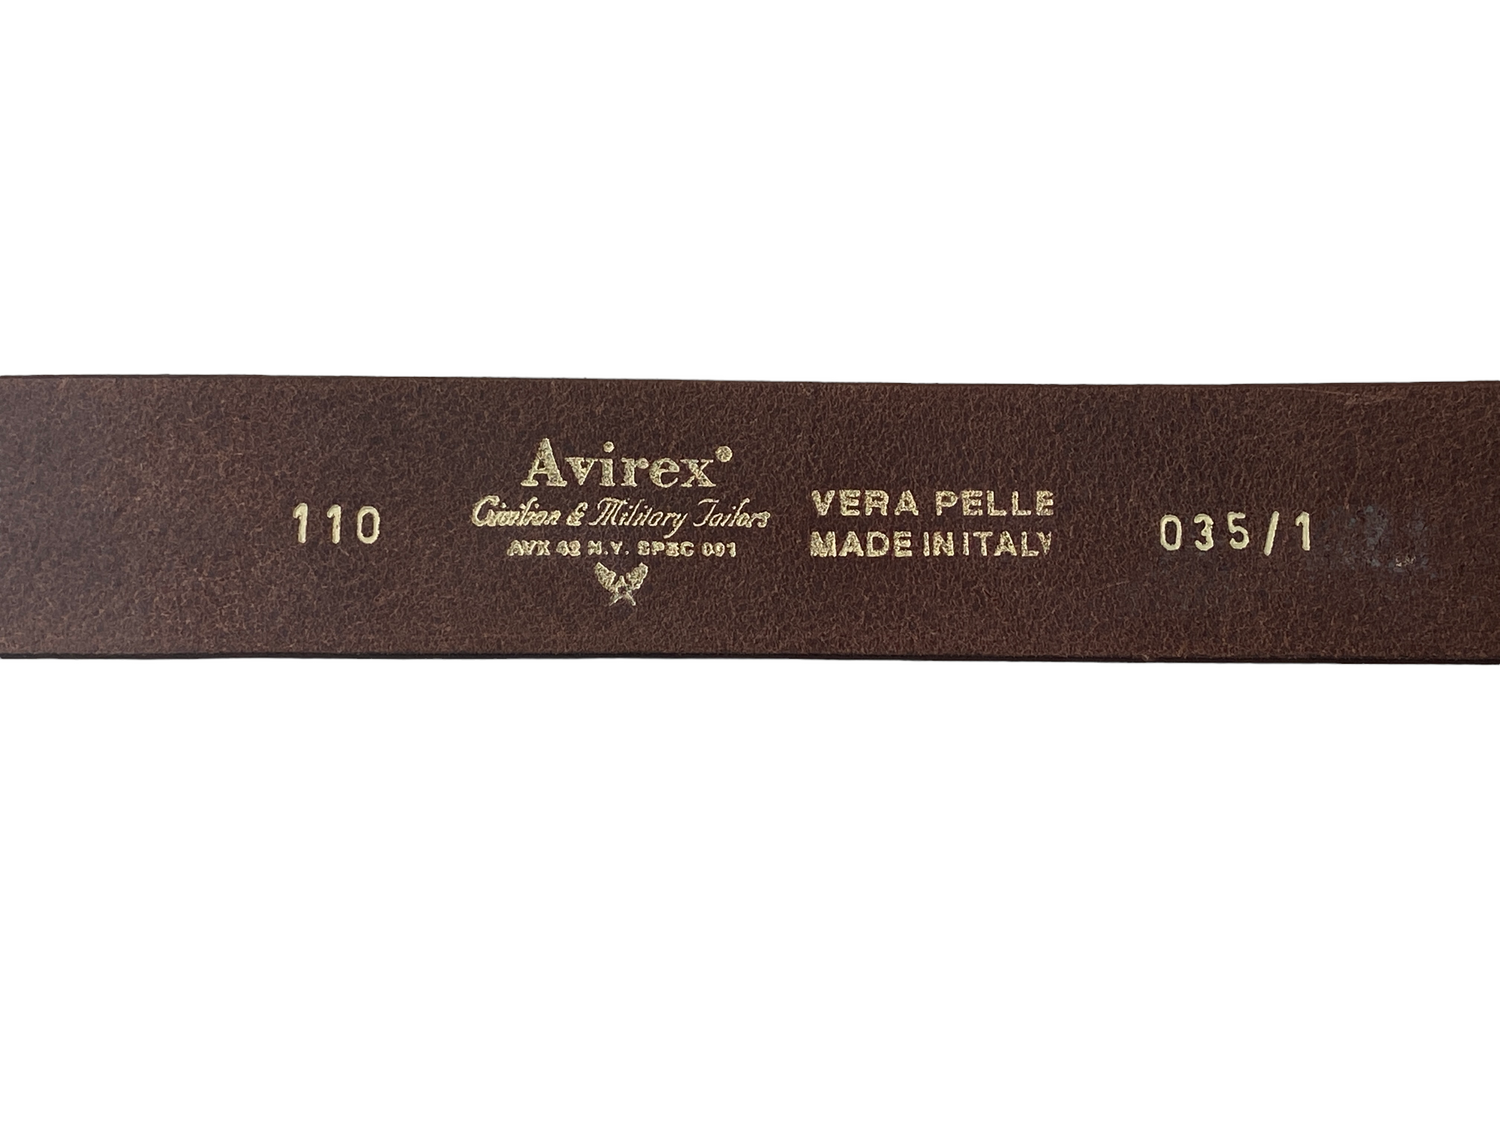 110
Avirex®
Civilian & Military Tailors
AVX 42 N.Y. SPEC 001
VERA PELLE
MADE IN ITALY
035/1